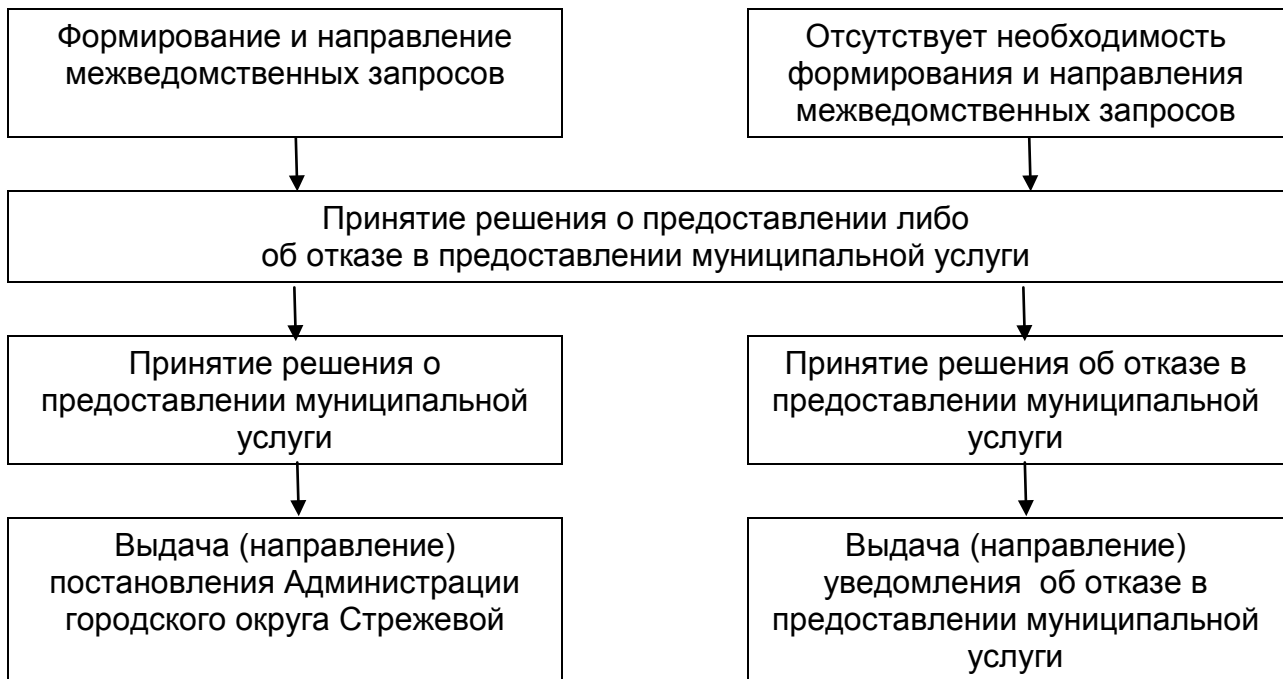 Формирование и направление
межведомственных запросов
Отсутствует необходимость
формирования и направления
межведомственных запросов
Принятие решения о предоставлении либо
об отказе в предоставлении муниципальной услуги
Принятие решения о
предоставлении муниципальной
услуги
Принятие решения об отказе в
предоставлении муниципальной
услуги
Выдача (направление)
постановления Администрации
городского округа Стрежевой
Выдача (направление)
уведомления об отказе в
предоставлении муниципальной
услуги